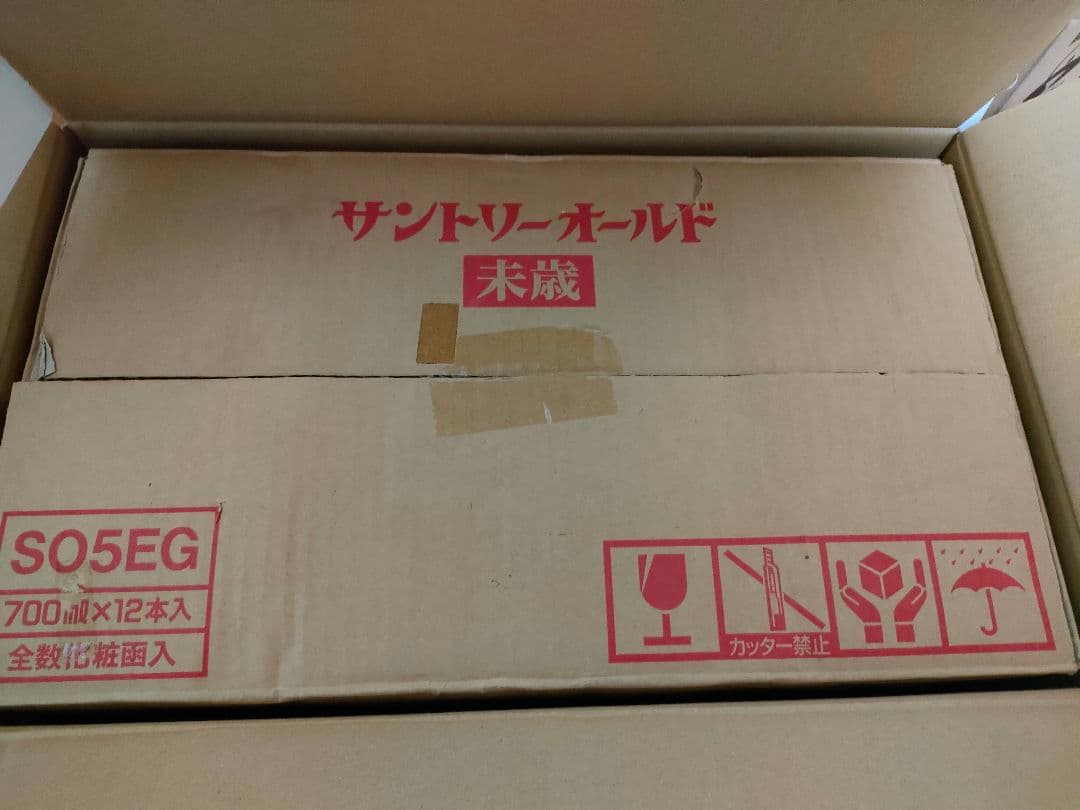 サントリーオールド
未歳
SO5EG
700㎖×12本入
全数化粧函入
カッター禁止